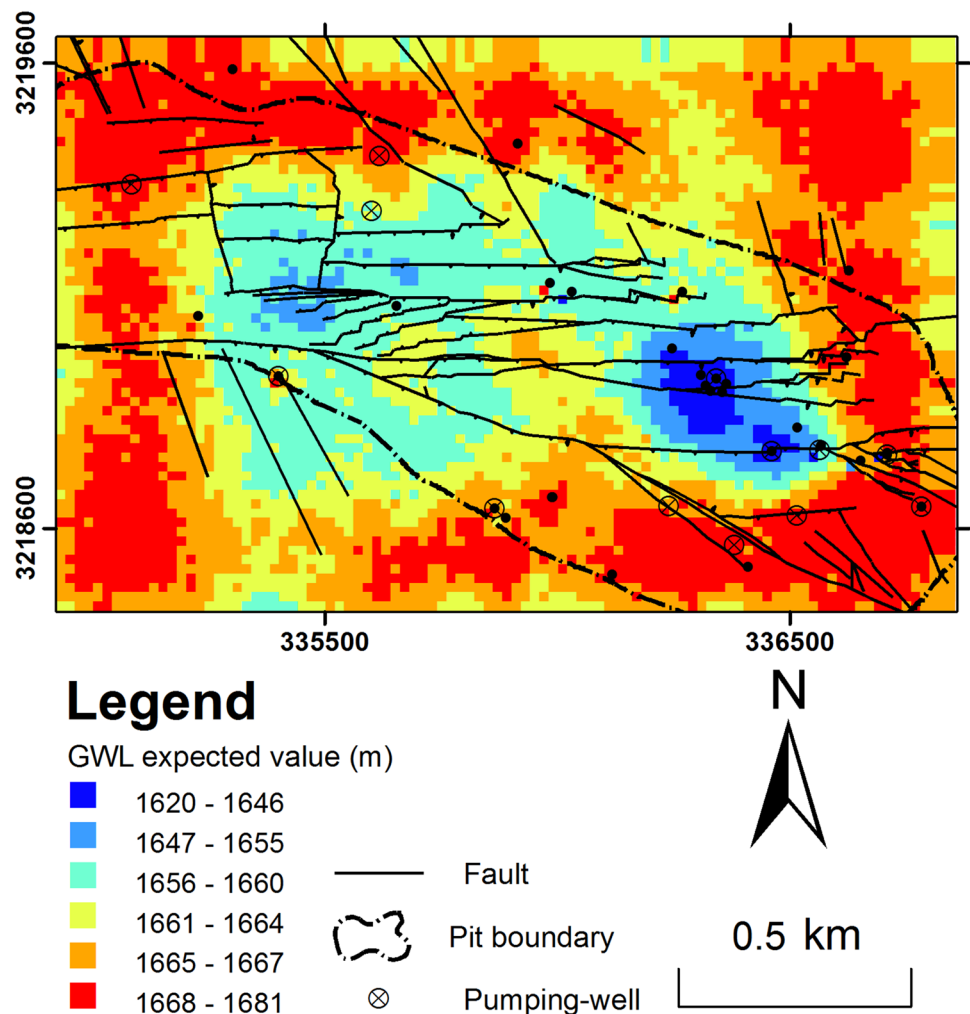 3219600
3218600
335500
336500
Legend
N
GWL expected value (m)
1620 - 1646
1647 - 1655
1656 - 1660
1661 - 1664
1665 - 1667
1668 - 1681
Fault
Pit boundary
Pumping-well
0.5 km